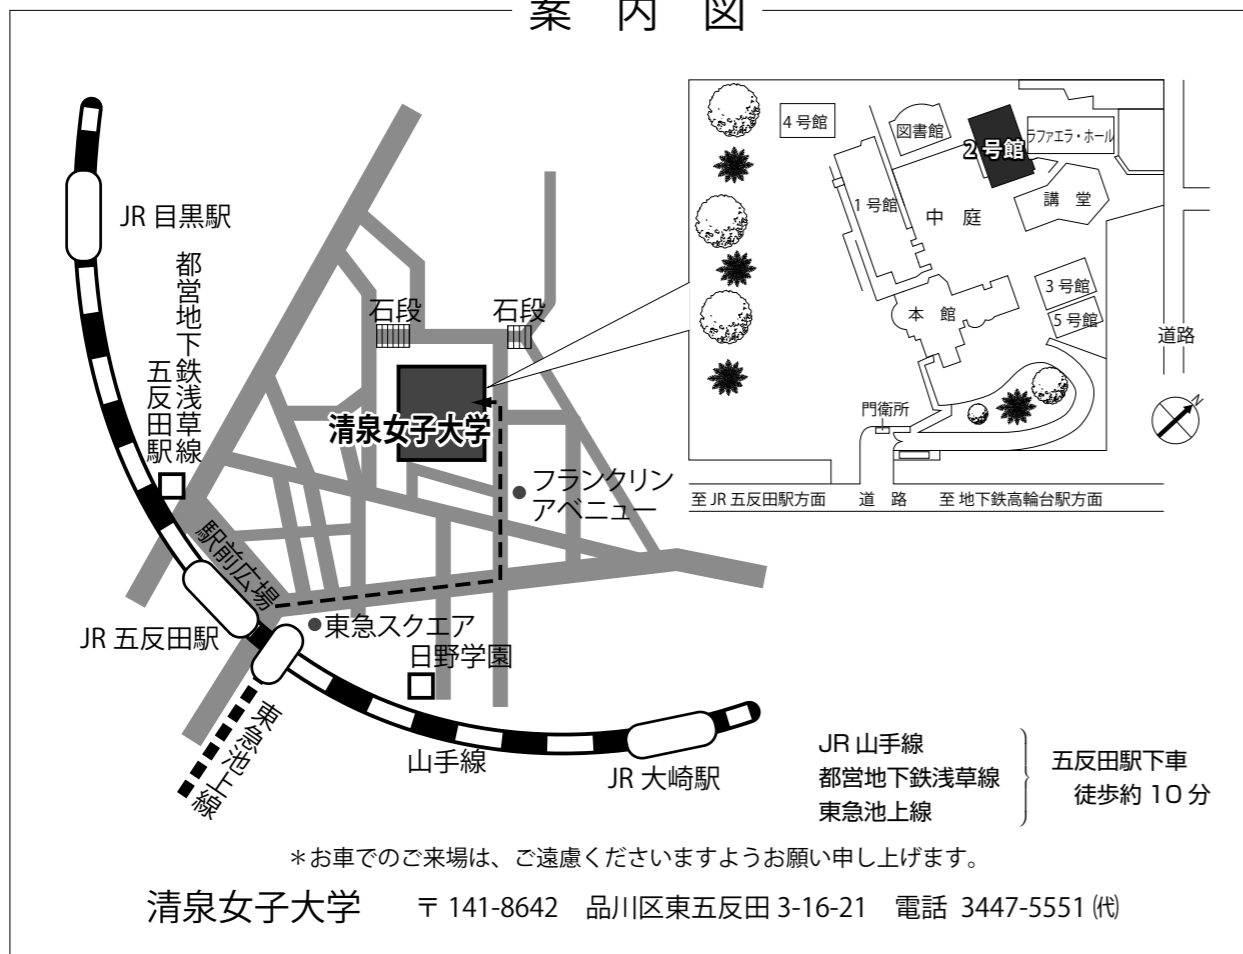 案 内 図
JR 目黒駅
都営地下鉄浅草線
五反田駅
石段
石段
清泉女子大学
フランクリン
アベニュー
駅前広場
JR 五反田駅
東急スクエア
日野学園
東急池上線
山手線
JR 大崎駅
4 号館
図書館
2 号館
ラファエラ・ホール
1 号館
中 庭
講 堂
3 号館
5 号館
本 館
道路
門衛所
N
至 JR 五反田駅方面 道 路 至 地下鉄高輪台駅方面
JR 山手線
都営地下鉄浅草線
東急池上線
五反田駅下車
徒歩約 10 分
＊お車でのご来場は、ご遠慮くださいますようお願い申し上げます。
清泉女子大学 〒 141-8642 品川区東五反田 3-16-21 電話 3447-5551 ㈹